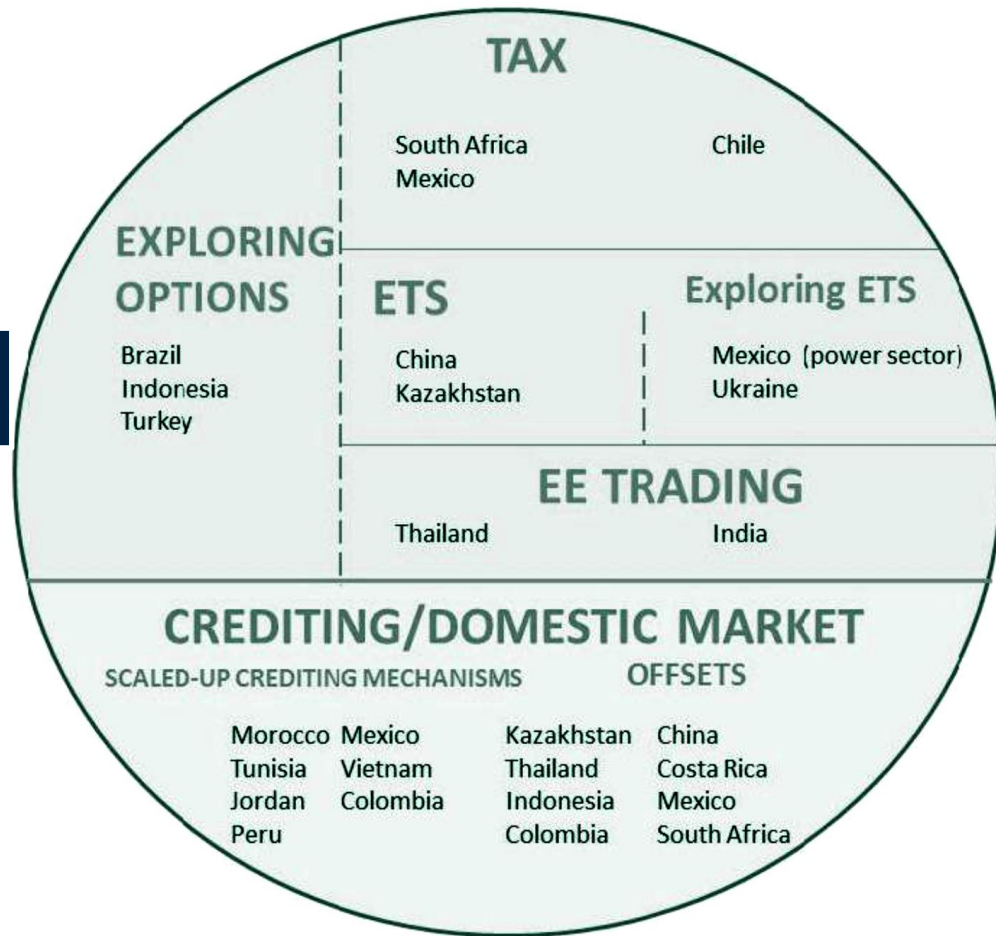 TAX
South Africa Chile
Mexico
EXPLORING
OPTIONS
Brazil
Indonesia
Turkey
ETS
China
Kazakhstan
Exploring ETS
Mexico (power sector)
Ukraine
EE TRADING
Thailand India
CREDITING/DOMESTIC MARKET
SCALED-UP CREDITING MECHANISMS
Morocco Mexico
Tunisia Vietnam
Jordan Colombia
Peru
OFFSETS
Kazakhstan China
Thailand Costa Rica
Indonesia Mexico
Colombia South Africa